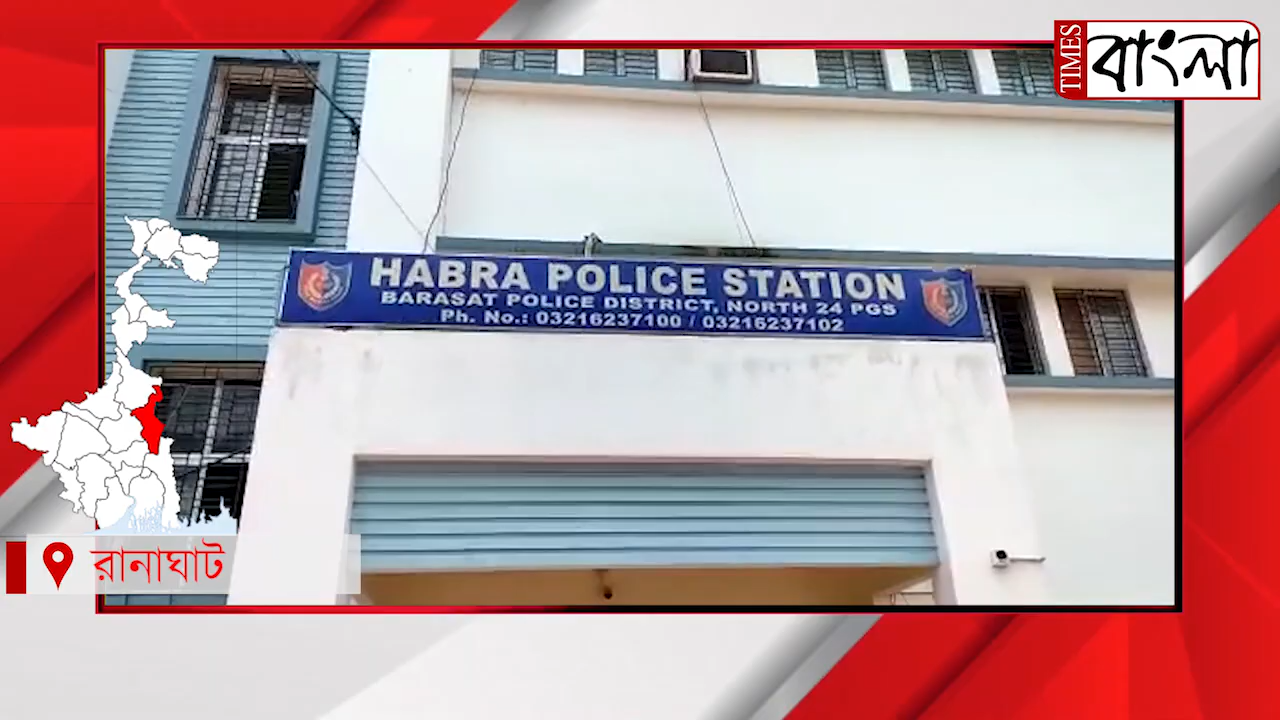 TIMES
বাংলা
HABRA POLICE STATION
BARASAT POLICE DISTRICT, NORTH 24 PGS
Ph. No.: 03216237100 / 03216237102
রানাঘাট